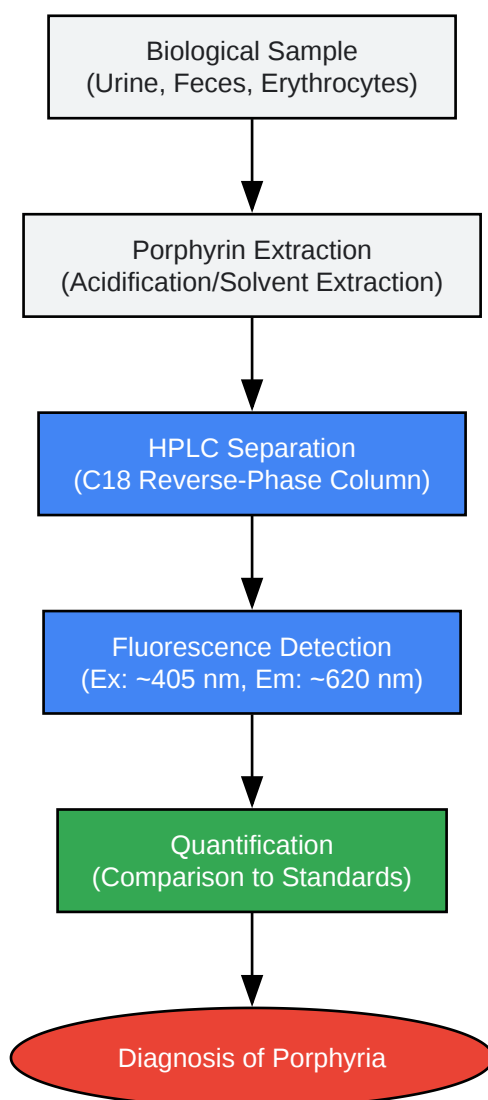 Biological Sample
(Urine, Feces, Erythrocytes)
Porphyrin Extraction
(Acidification/Solvent Extraction)
HPLC Separation
(C18 Reverse-Phase Column)
Fluorescence Detection
(Ex: ~405 nm, Em: ~620 nm)
Quantification
(Comparison to Standards)
Diagnosis of Porphyria